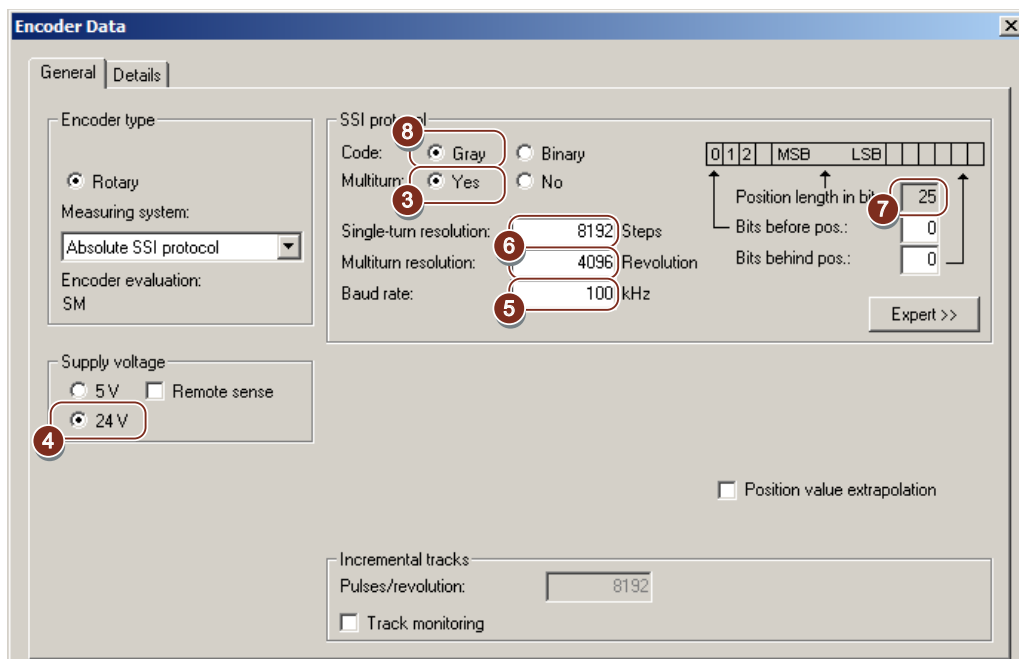 Encoder Data
General
Details
Encoder type
Rotary
Measuring system:
Absolute SSI protocol
Encoder evaluation:
SM
Supply voltage
5 V
Remote sense
24 V
4
SSI protocol
8
Code:
Gray
Binary
Multiturn:
Yes
No
3
Single-turn resolution:
8192
Steps
6
Multiturn resolution:
4096
Revolution
Baud rate:
100
kHz
5
0 1 2 MSB LSB
Position length in bit
25
7
Bits before pos.:
0
Bits behind pos.:
0
Expert >>
Position value extrapolation
Incremental tracks
Pulses/revolution:
8192
Track monitoring